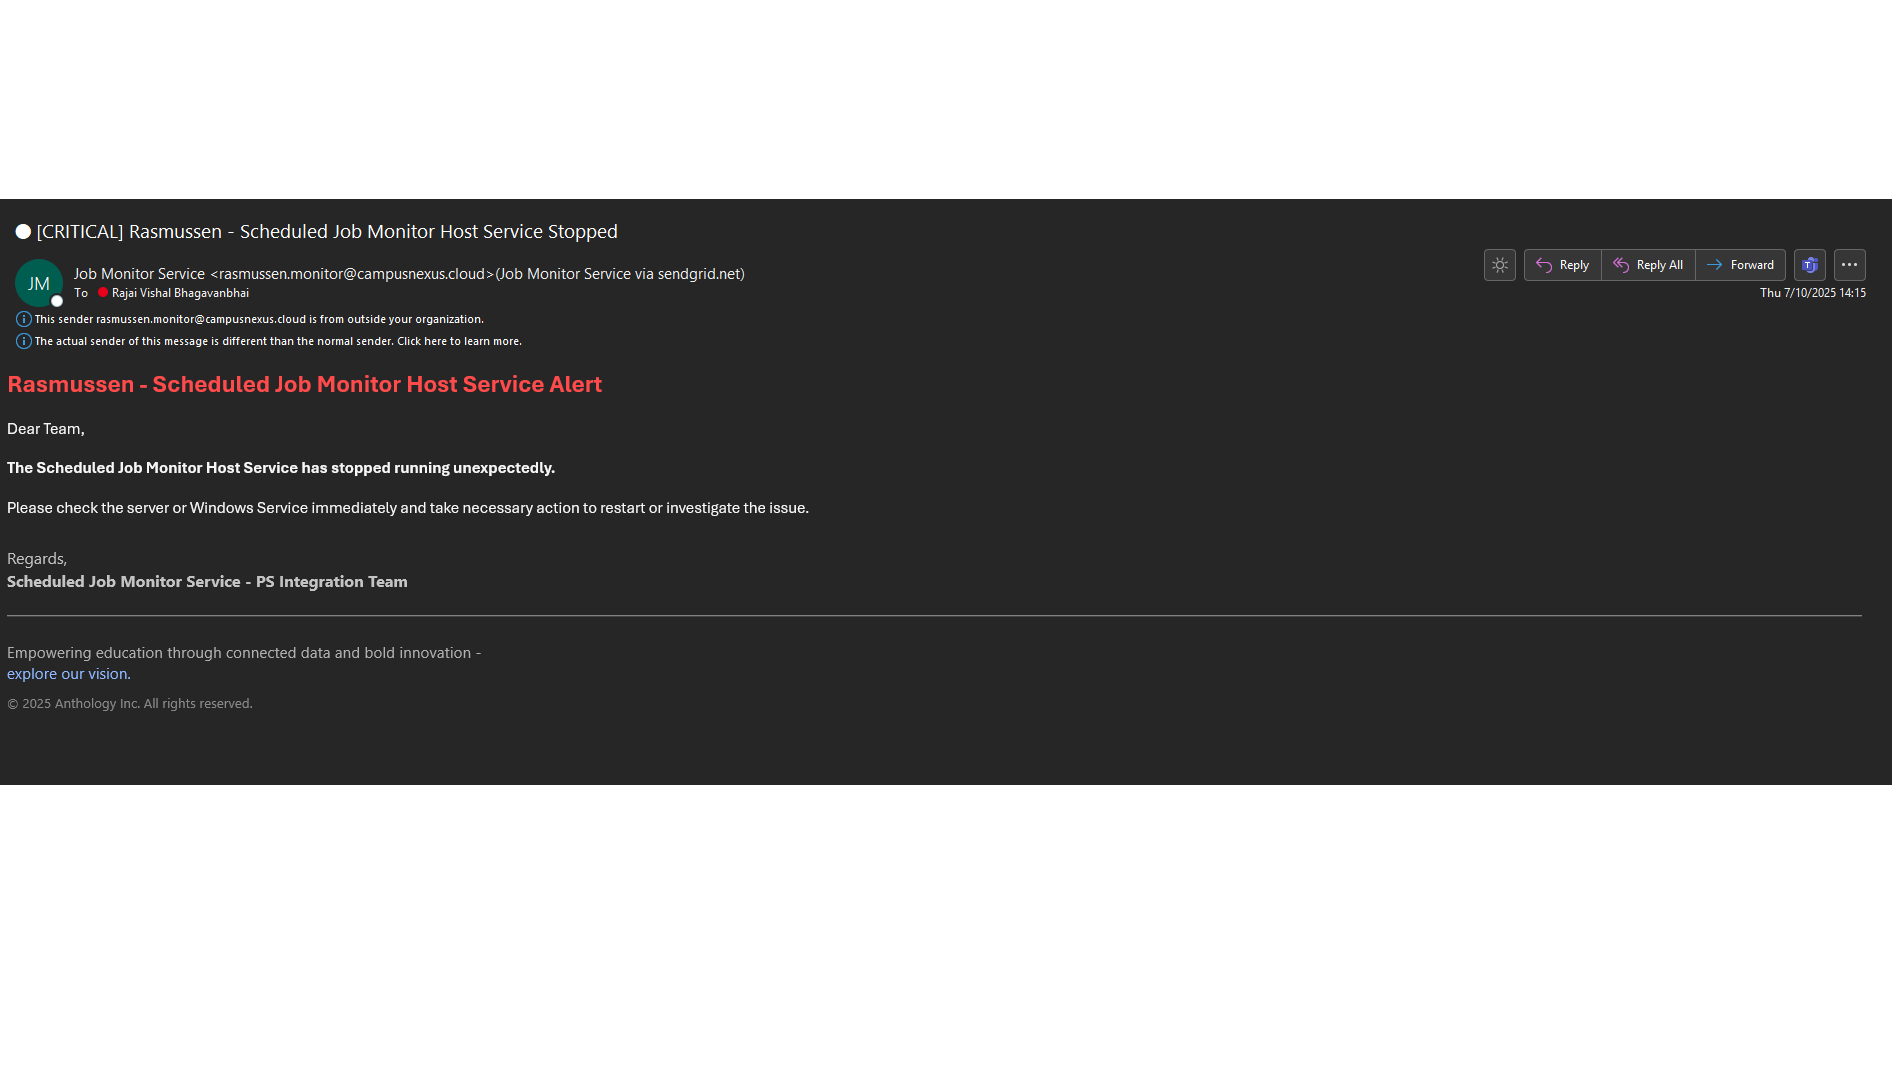 [CRITICAL] Rasmussen - Scheduled Job Monitor Host Service Stopped
JM
Job Monitor Service <rasmussen.monitor@campusnexus.cloud>(Job Monitor Service via sendgrid.net)
To Rajai Vishal Bhagavanbhai
Reply
Reply All
Forward
Thu 7/10/2025 14:15
This sender rasmussen.monitor@campusnexus.cloud is from outside your organization.
The actual sender of this message is different than the normal sender. Click here to learn more.
Rasmussen - Scheduled Job Monitor Host Service Alert
Dear Team,
The Scheduled Job Monitor Host Service has stopped running unexpectedly.
Please check the server or Windows Service immediately and take necessary action to restart or investigate the issue.
Regards,
Scheduled Job Monitor Service - PS Integration Team
Empowering education through connected data and bold innovation -
explore our vision.
© 2025 Anthology Inc. All rights reserved.